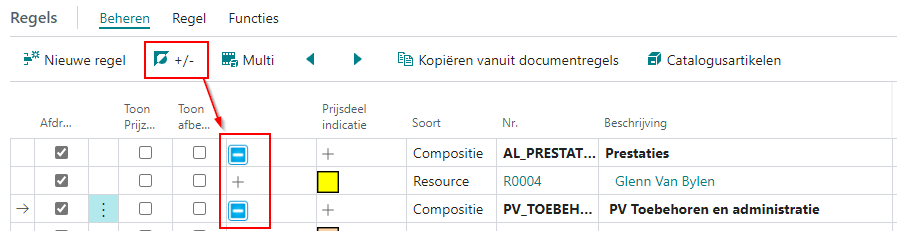 Regels Beheren Regel Functies
Nieuwe regel +/- Multi Kopiëren vanuit documentregels Catalogusartikelen
Toon Toon Prijsdeel
Afdr... Prijz... afbe... indicatie Soort Nr. Beschrijving
Compositie AL_PRESTAT... Prestaties
+ Resource R0004 Glenn Van Bylen
Compositie PV_TOEBEH... PV Toebehoren en administratie